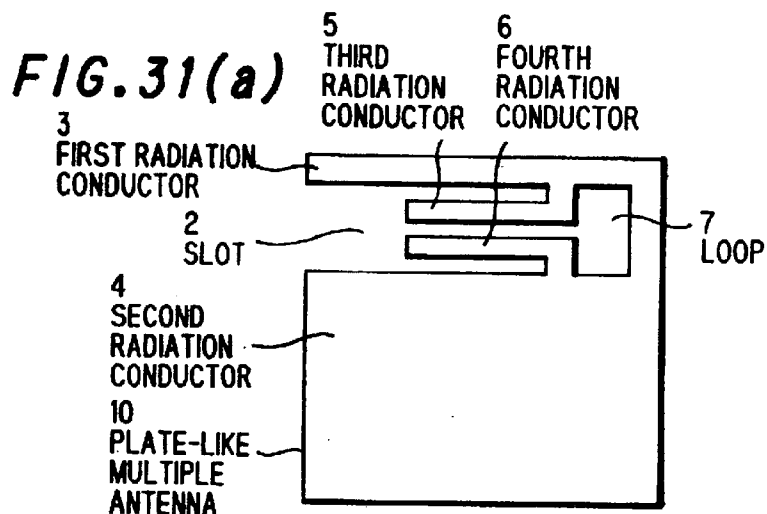 FIG.31(a)
5
THIRD
RADIATION
CONDUCTOR
6
FOURTH
RADIATION
CONDUCTOR
3
FIRST RADIATION
CONDUCTOR
2
SLOT
7
LOOP
4
SECOND
RADIATION
CONDUCTOR
10
PLATE-LIKE
MULTIPLE
ANTENNA